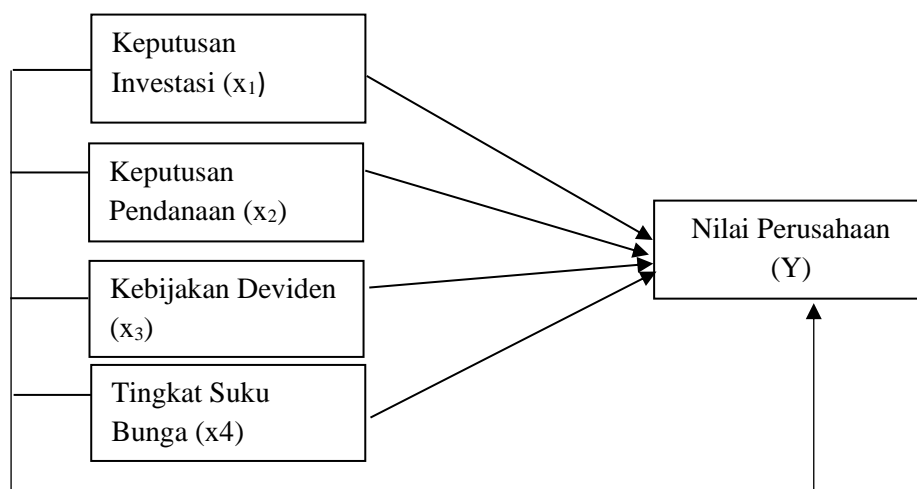 Keputusan
Investasi (x₁)
Keputusan
Pendanaan (x₂)
Kebijakan Deviden
(x₃)
Tingkat Suku
Bunga (x4)
Nilai Perusahaan
(Y)